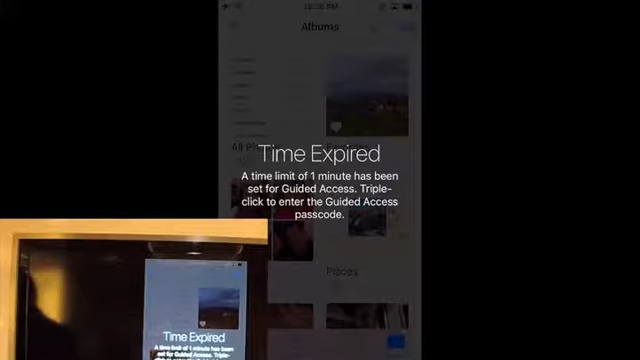 Albums
Time Expired
A time limit of 1 minute has been
set for Guided Access. Triple-
click to enter the Guided Access
passcode.
Places
Time Expired
A time limit of 1 minute has been
set for Guided Access. Triple-